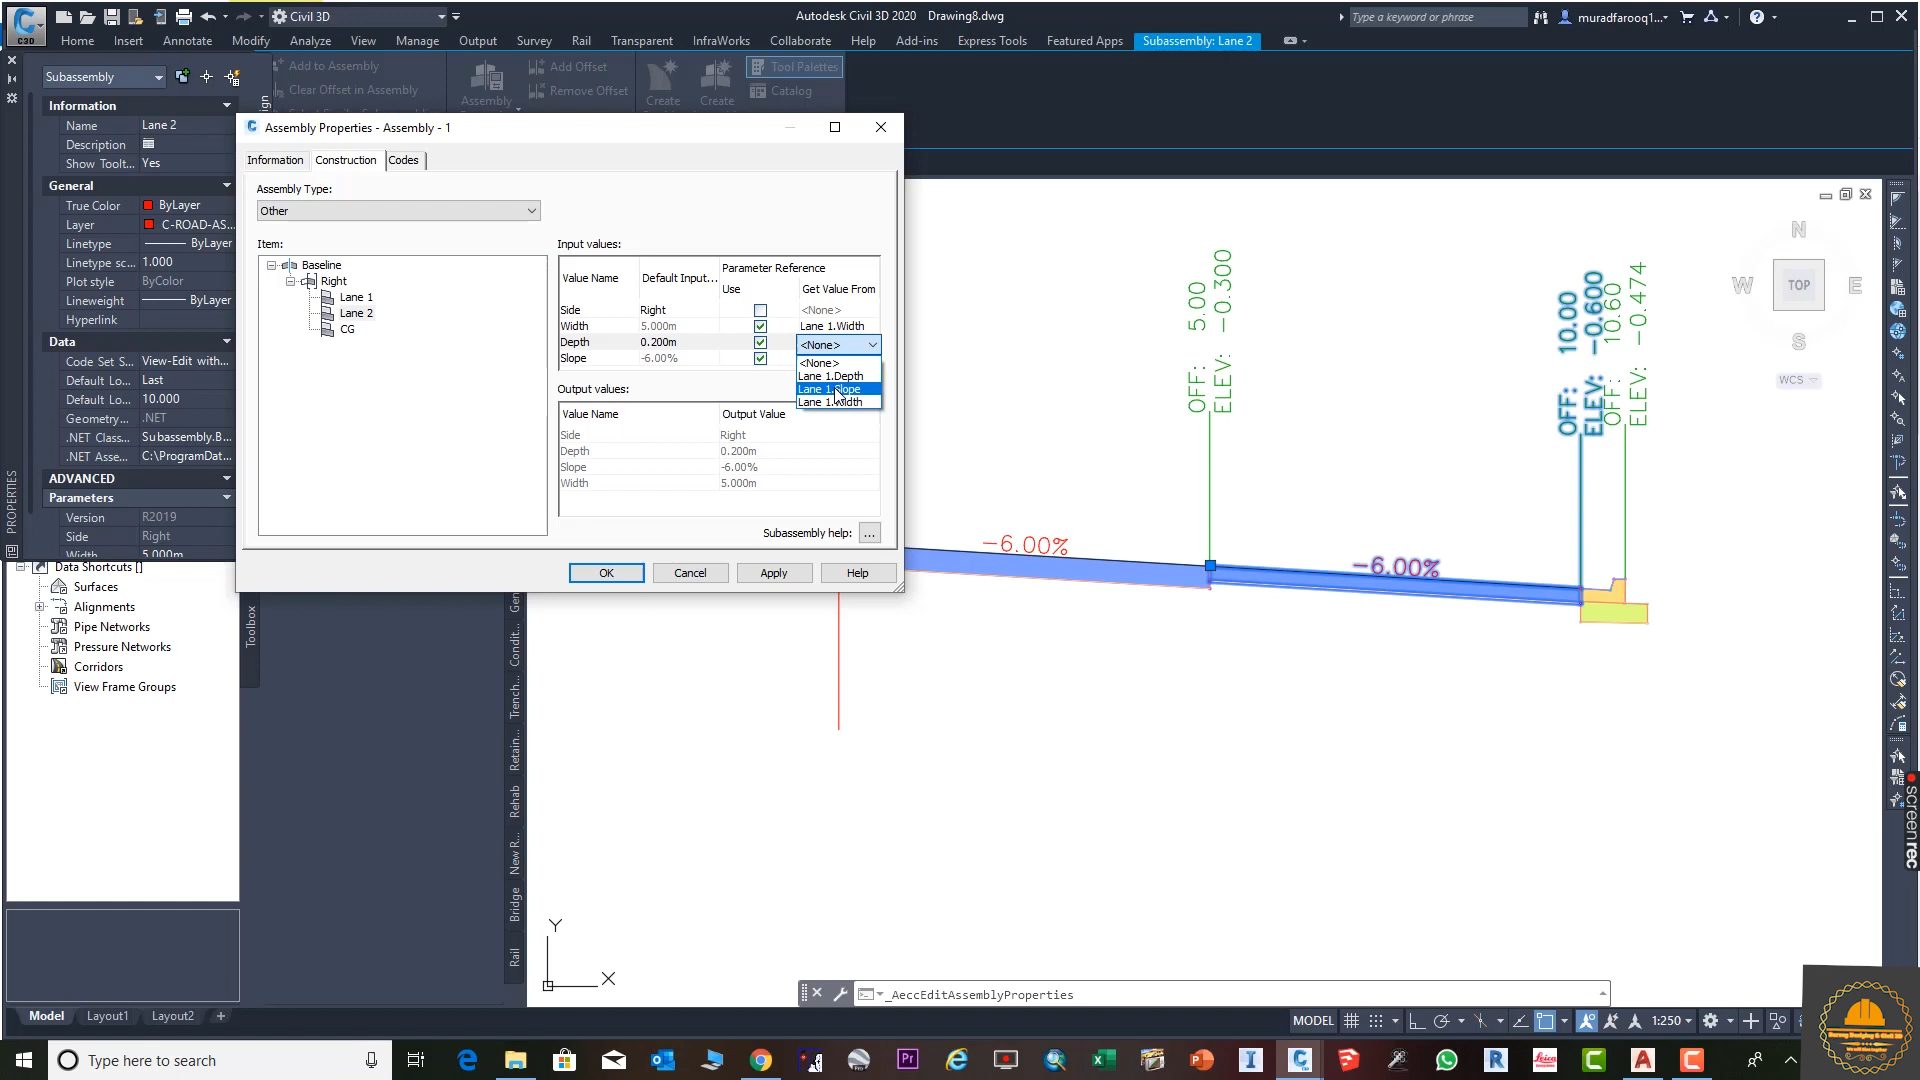 Civil 3D
Autodesk Civil 3D 2020 Drawing8.dwg
Type a keyword or phrase
muradfarooq1...
C3D
Home Insert Annotate Modify Analyze View Manage Output Survey Rail Transparent InfraWorks Collaborate Help Add-ins Express Tools Featured Apps Subassembly: Lane 2
Subassembly
Add to Assembly
Clear Offset in Assembly
Assembly
Add Offset
Remove Offset
Create
Create
Tool Palettes
Catalog
Information
Name Lane 2
Description
Show Toolt... Yes
General
True Color ByLayer
Layer C-ROAD-AS...
Linetype ByLayer
Linetype sc... 1.000
Plot style ByColor
Lineweight ByLayer
Hyperlink
Data
Code Set S... View-Edit with...
Default Lo... Last
Default Lo... 10.000
Geometry... .NET
.NET Class... Subassembly.B...
.NET Asse... C:\ProgramDat...
ADVANCED
Parameters
Version R2019
Side Right
Width 5.000m
PROPERTIES
Assembly Properties - Assembly - 1
Information Construction Codes
Assembly Type:
Other
Item:
Baseline
Right
Lane 1
Lane 2
CG
Input values:
Value Name Default Input... Parameter Reference
Use Get Value From
Side Right <None>
Width 5.000m Lane 1.Width
Depth 0.200m <None>
Slope -6.00%
<None>
Lane 1.Depth
Lane 1.Slope
Lane 1.Width
Output values:
Value Name Output Value
Side Right
Depth 0.200m
Slope -6.00%
Width 5.000m
Subassembly help: ...
OK Cancel Apply Help
Data Shortcuts []
Surfaces
Alignments
Pipe Networks
Pressure Networks
Corridors
View Frame Groups
Toolbox
Condit...
Trench...
Retain...
Rehab
New R...
Bridge
Rail
OFF: 5.00
ELEV: -0.300
OFF: 10.00
ELEV: -0.600
OFF: 10.60
ELEV: -0.474
-6.00%
-6.00%
N
W TOP E
S
WCS
Y
X
_AeccEditAssemblyProperties
Model Layout1 Layout2 +
MODEL 1:250
screenrec
Type here to search